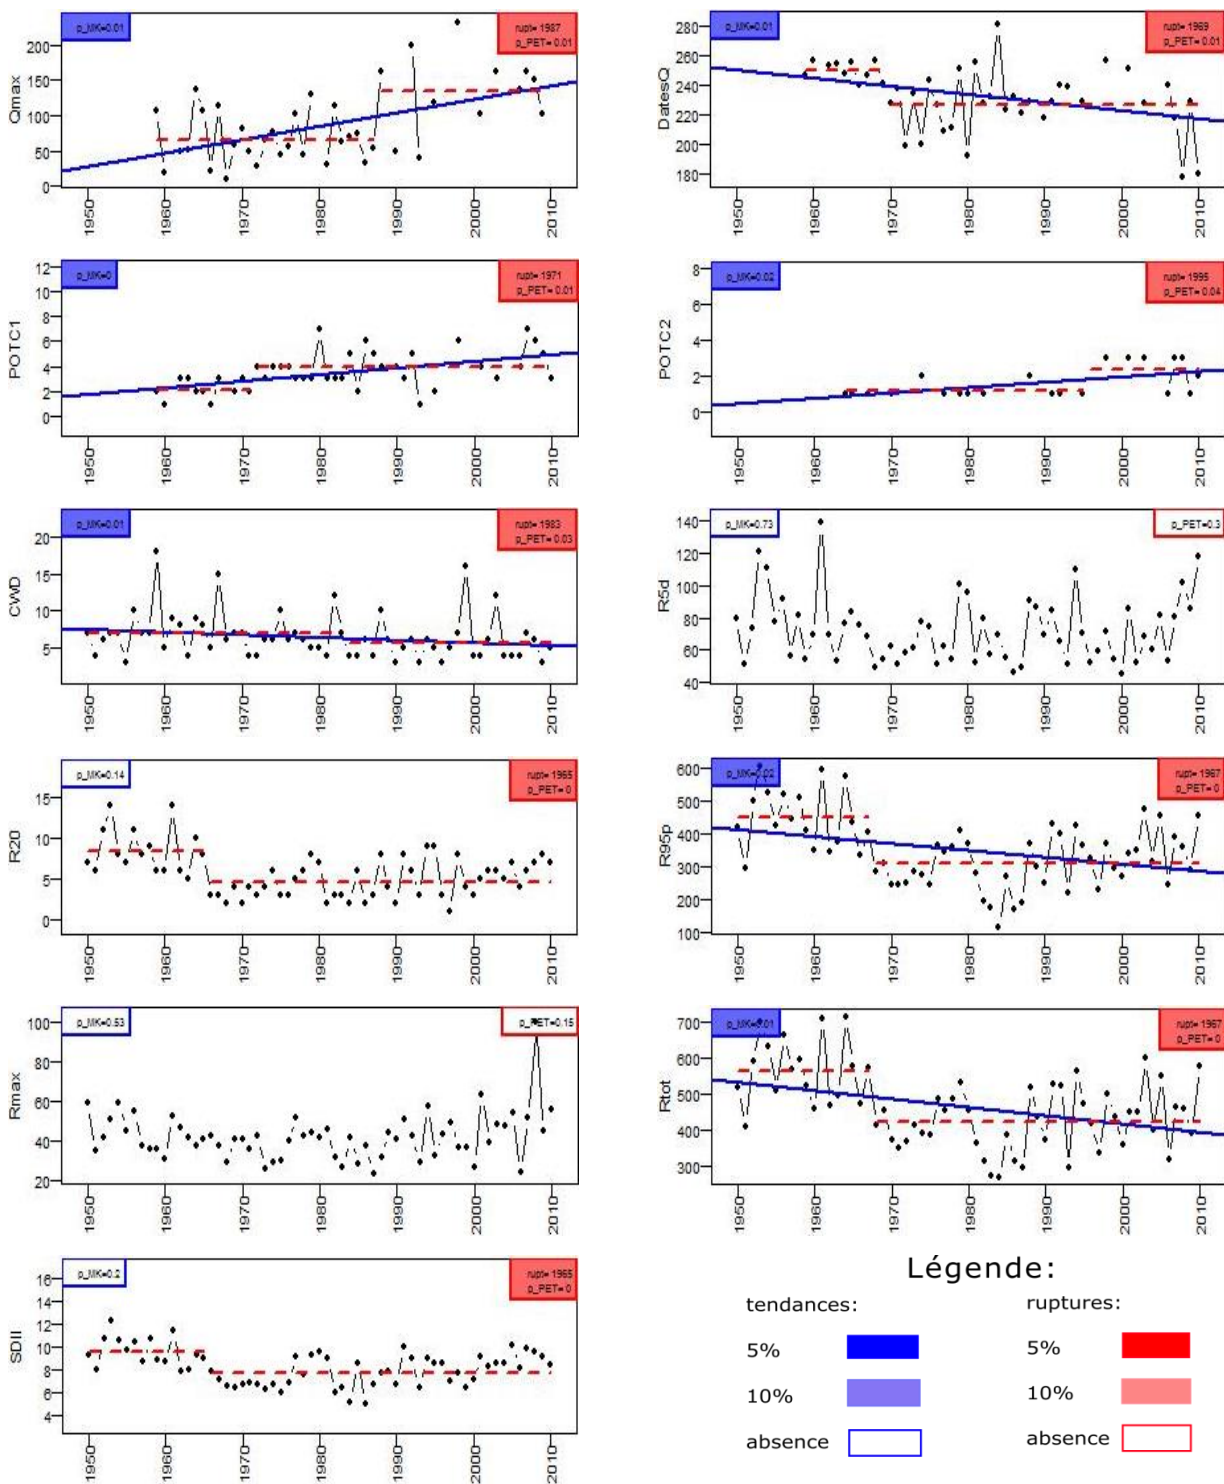 p_MK=0.01
rupt= 1987
p_PET= 0.01
Qmax
200
150
100
50
0
1950 1960 1970 1980 1990 2000 2010
p_MK=0.01
rupt= 1969
p_PET= 0.01
DatesQ
280
260
240
220
200
180
1950 1960 1970 1980 1990 2000 2010
p_MK=0
rupt= 1971
p_PET= 0.01
POTC1
12
10
8
6
4
2
0
1950 1960 1970 1980 1990 2000 2010
p_MK=0.02
rupt= 1995
p_PET= 0.04
POTC2
8
6
4
2
0
1950 1960 1970 1980 1990 2000 2010
p_MK=0.01
rupt= 1983
p_PET= 0.03
CWD
20
15
10
5
1950 1960 1970 1980 1990 2000 2010
p_MK=0.73
p_PET= 0.3
R5d
140
120
100
80
60
40
1950 1960 1970 1980 1990 2000 2010
p_MK=0.14
rupt= 1965
p_PET= 0
R20
15
10
5
0
1950 1960 1970 1980 1990 2000 2010
p_MK=0.02
rupt= 1967
p_PET= 0
R95p
600
500
400
300
200
100
1950 1960 1970 1980 1990 2000 2010
p_MK=0.53
p_PET= 0.15
Rmax
100
80
60
40
20
1950 1960 1970 1980 1990 2000 2010
p_MK=0.01
rupt= 1967
p_PET= 0
Rtot
700
600
500
400
300
1950 1960 1970 1980 1990 2000 2010
p_MK=0.2
rupt= 1965
p_PET= 0
SDII
16
14
12
10
8
6
4
1950 1960 1970 1980 1990 2000 2010
Légende:
tendances: ruptures:
5% 5%
10% 10%
absence absence